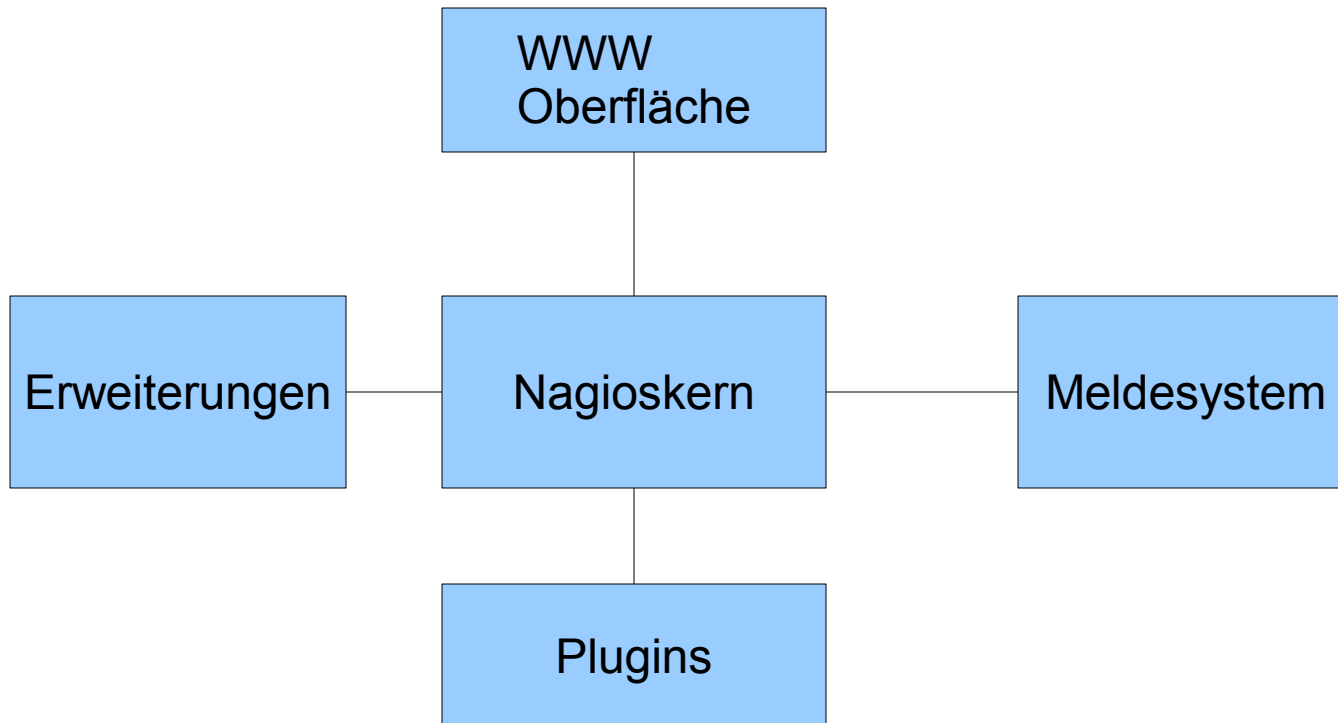 WWW
Oberfläche
Erweiterungen
Nagioskern
Meldesystem
Plugins